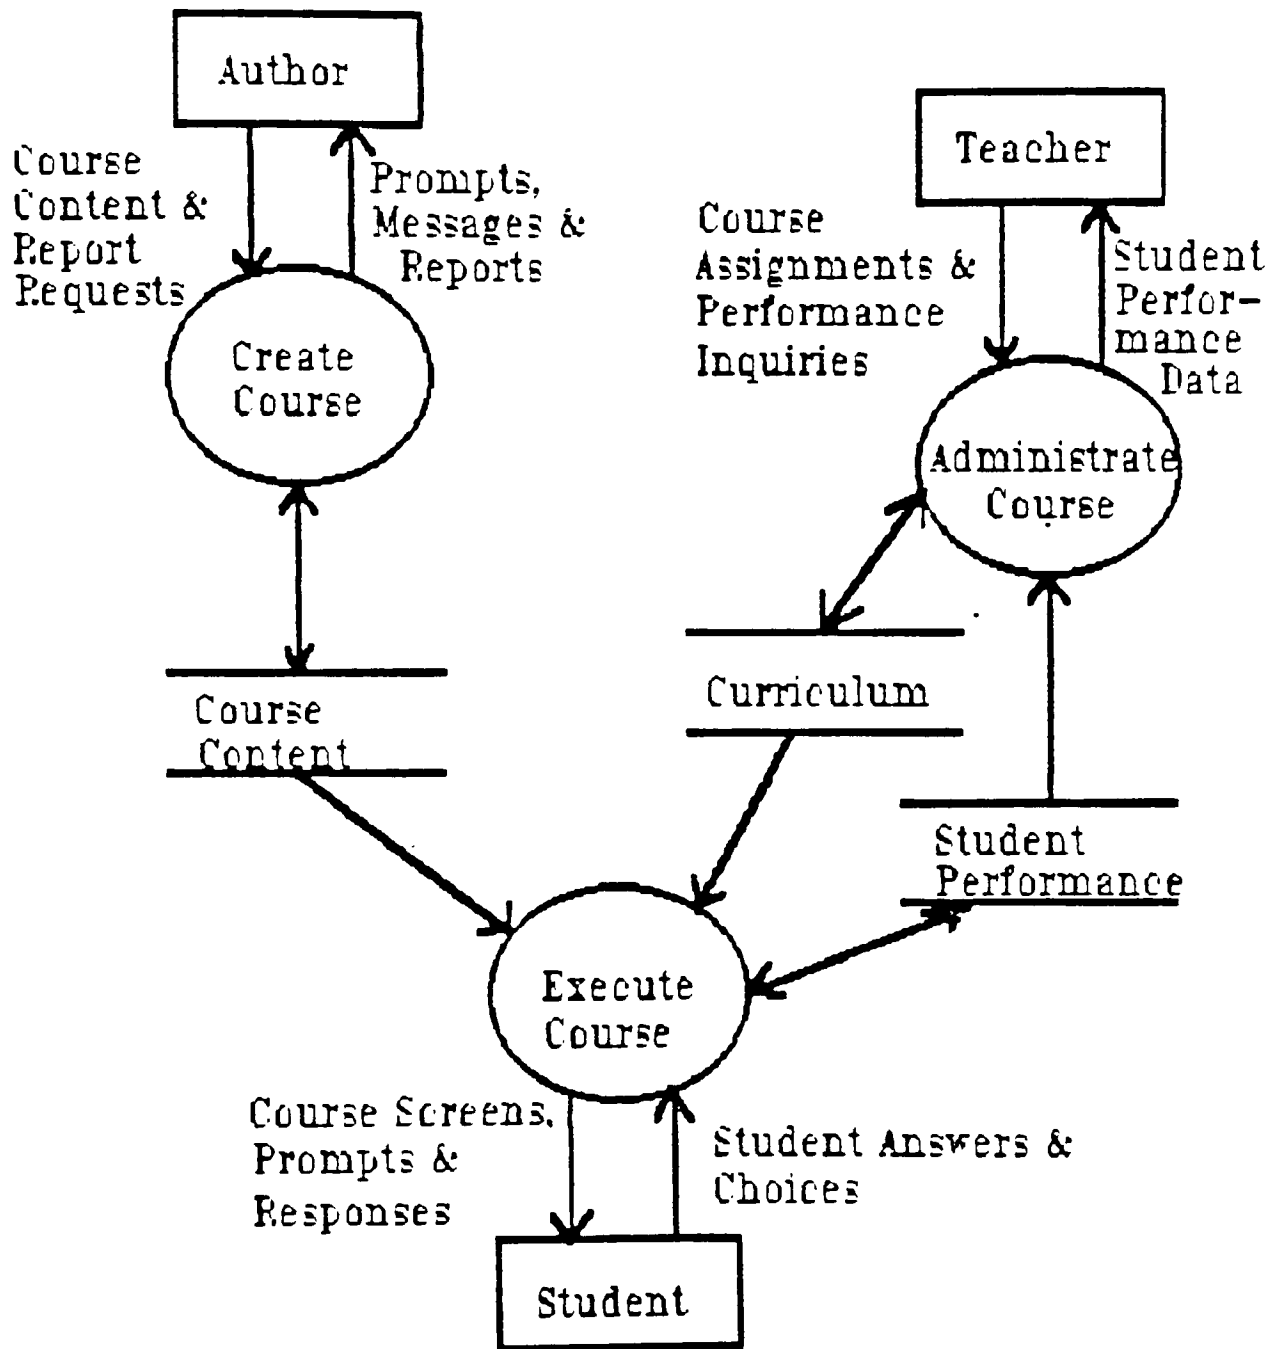 Author
Course
Content &
Report
Requests
Prompts,
Messages &
Reports
Create
Course
Teacher
Course
Assignments &
Performance
Inquiries
Student
Perfor-
mance
Data
Administrate
Course
Course
Content
Curriculum
Student
Performance
Execute
Course
Course Screens,
Prompts &
Responses
Student Answers &
Choices
Student